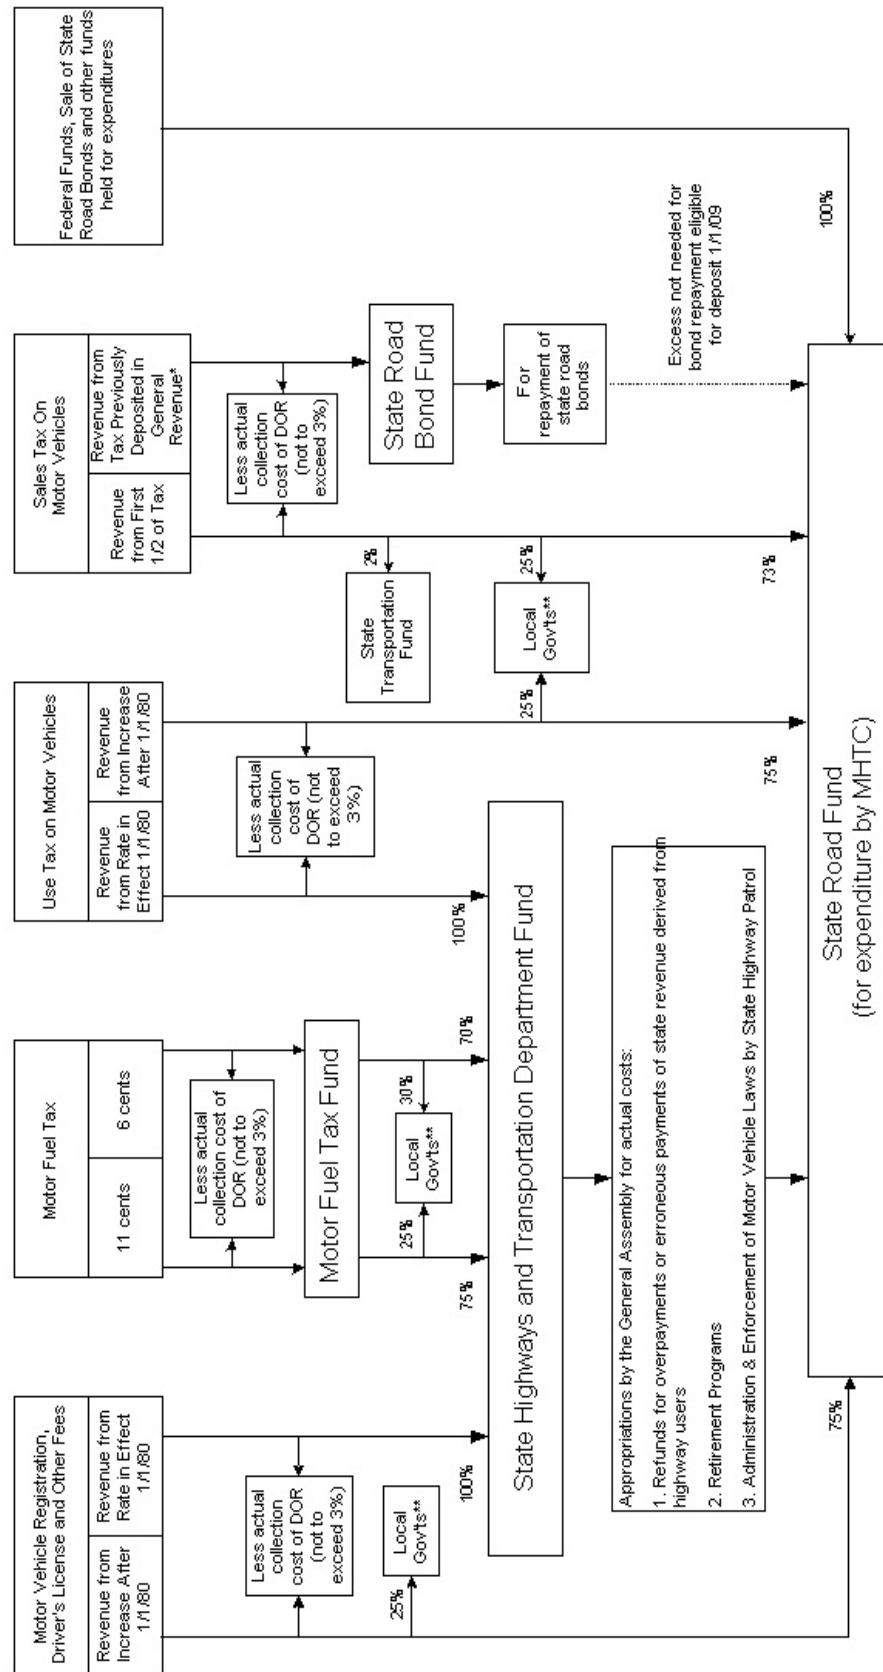 Motor Vehicle Registration,
Driver's License and Other Fees
Revenue from
Increase After
1/1/80
Revenue from
Rate in Effect
1/1/80
Less actual
collection
cost of DOR
(not to
exceed 3%)
25%
Local
Gov'ts**
100%
75%
Motor Fuel Tax
11 cents
6 cents
Less actual
collection cost of
DOR (not to
exceed 3%)
Motor Fuel Tax Fund
25%
Local
Gov'ts**
30%
75%
70%
Use Tax on Motor Vehicles
Revenue
from Rate in
Effect 1/1/80
Revenue
from Increase
After 1/1/80
Less actual
collection
cost of
DOR (not
to exceed
3%)
100%
25%
75%
Sales Tax On
Motor Vehicles
Revenue
from First
1/2 of Tax
Revenue from
Tax Previously
Deposited in
General
Revenue*
Less actual
collection
cost of DOR
(not to
exceed 3%)
2%
State
Transportation
Fund
25%
Local
Gov'ts**
73%
State Road
Bond Fund
For
repayment of
state road
bonds
Excess not needed for
bond repayment eligible
for deposit 1/1/09
Federal Funds, Sale of State
Road Bonds and other funds
held for expenditures
100%
State Highways and Transportation Department Fund
Appropriations by the General Assembly for actual costs:
1. Refunds for overpayments or erroneous payments of state revenue derived from
highway users
2. Retirement Programs
3. Administration & Enforcement of Motor Vehicle Laws by State Highway Patrol
State Road Fund
(for expenditure by MHTC)